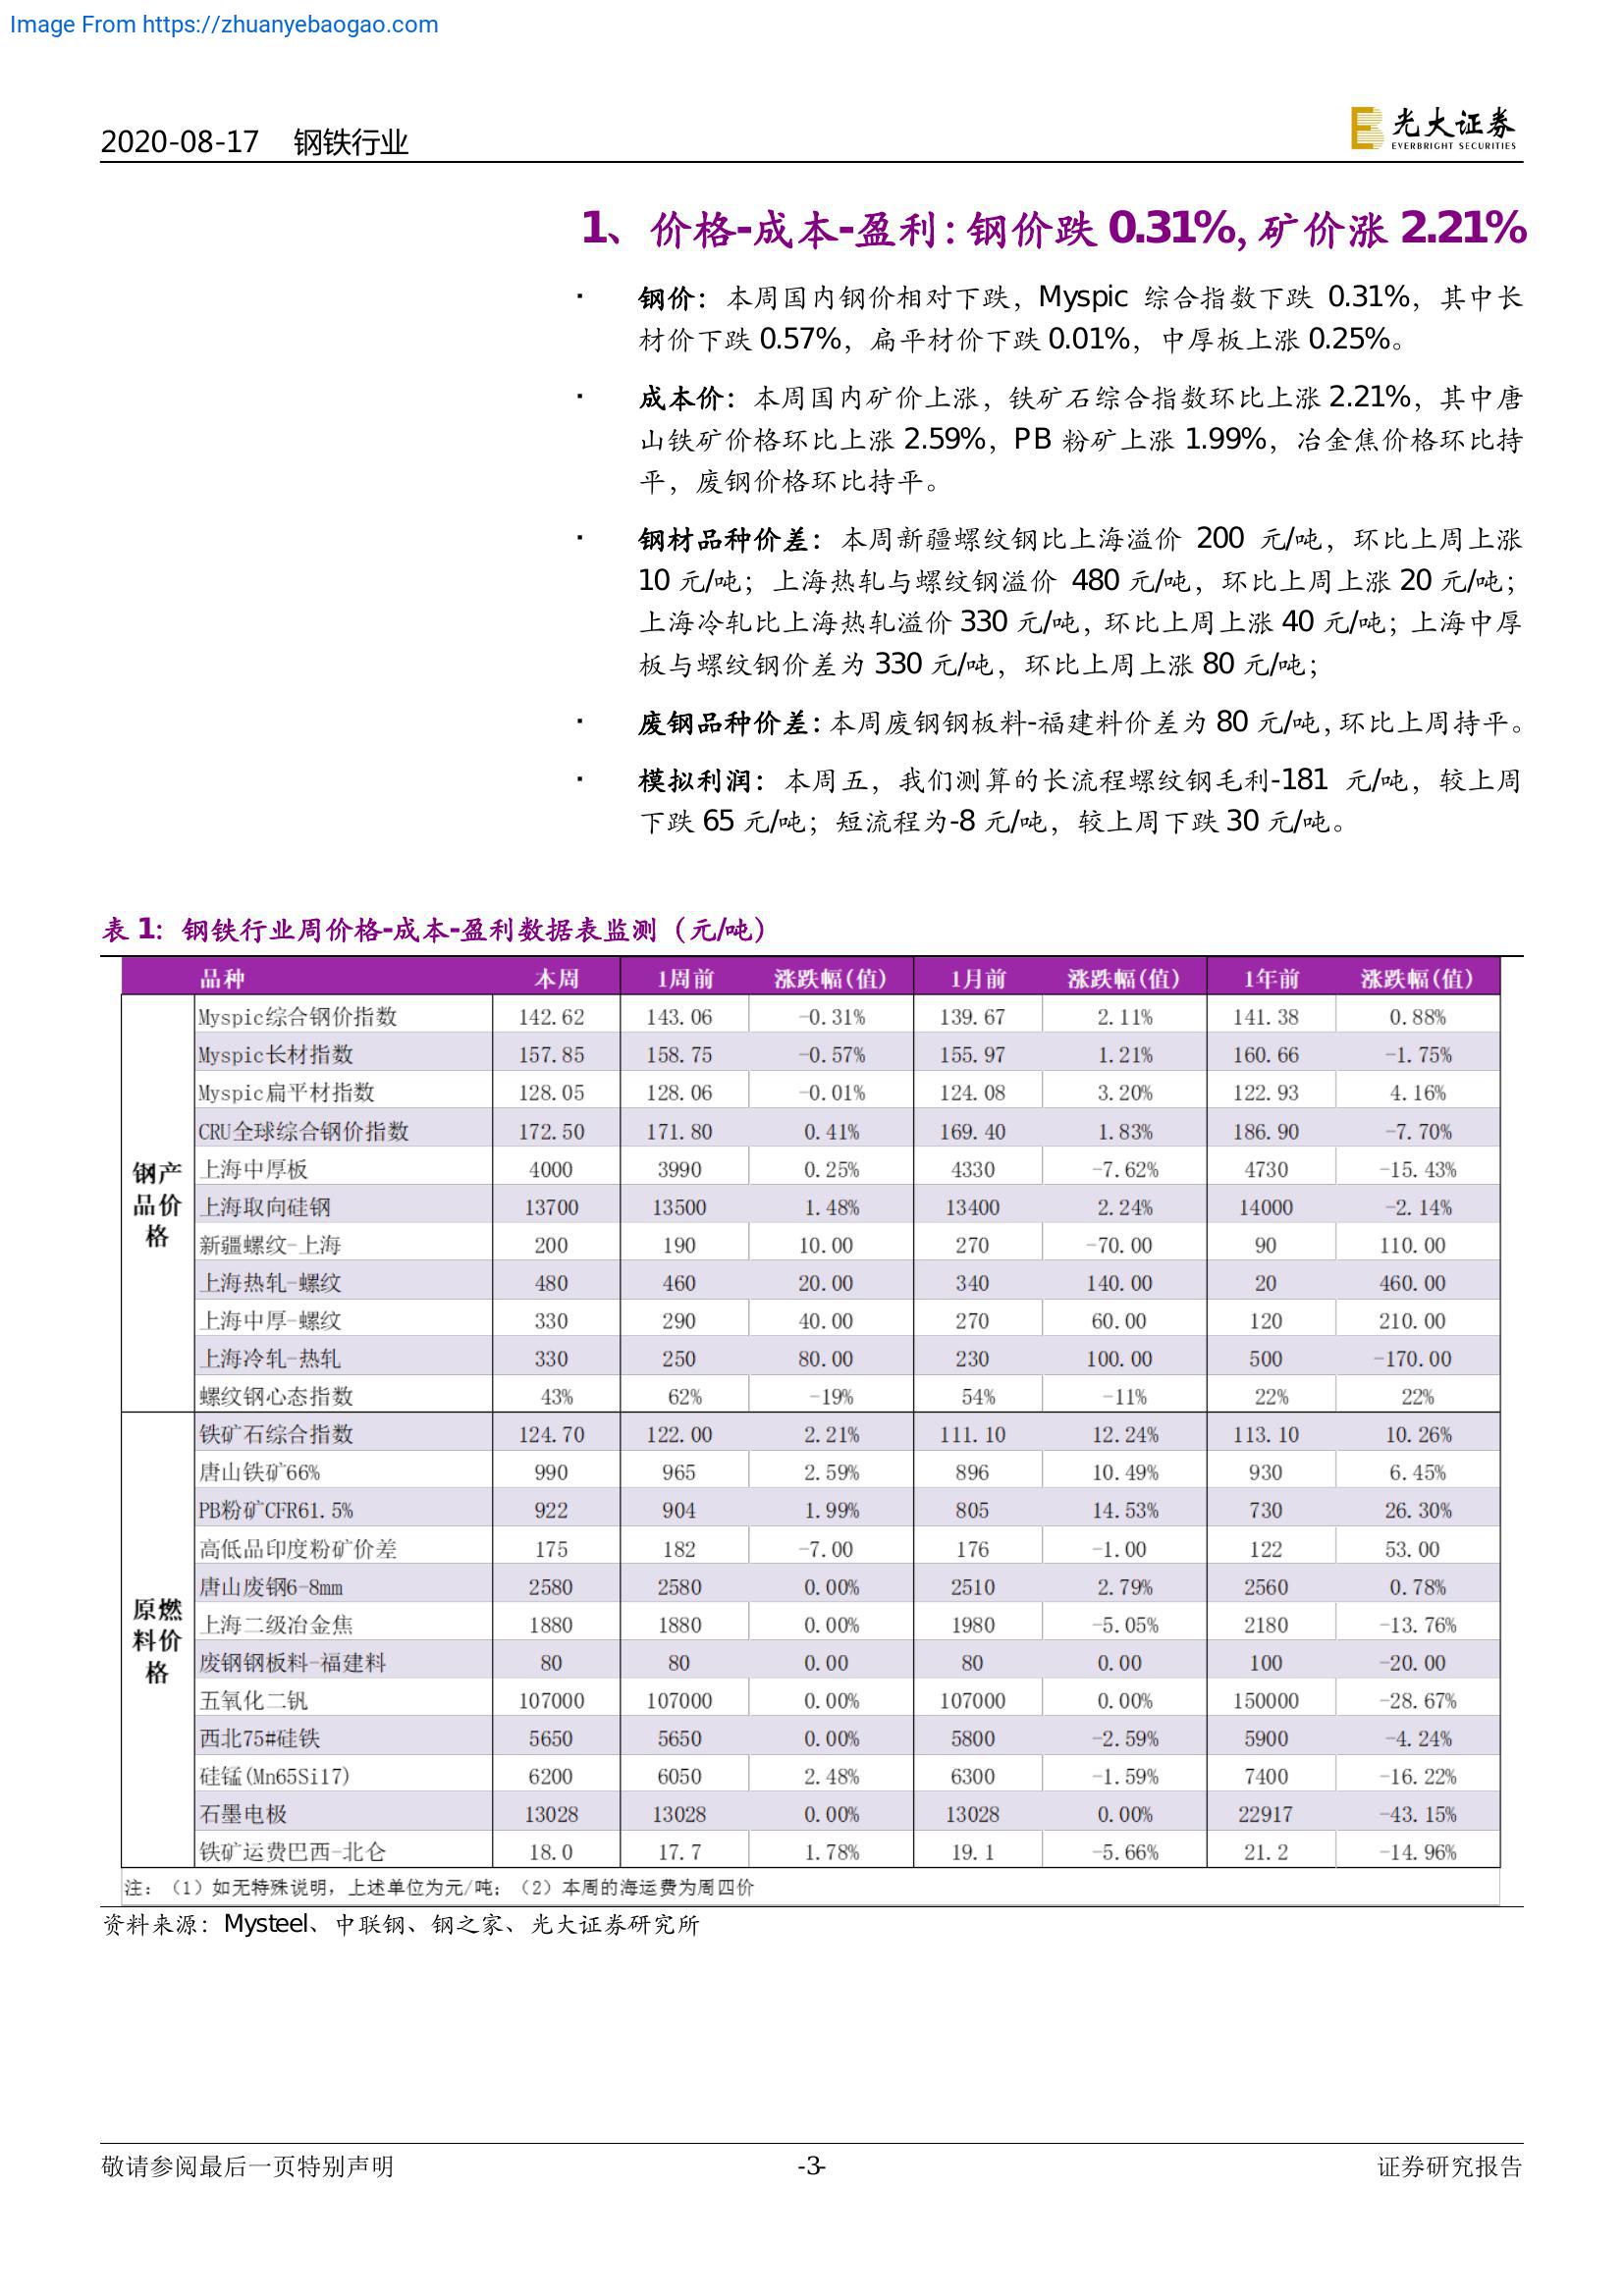 Image From https://zhuanyebaogao.com
2020-08-17 钢铁行业
光大证券
EVERBRIGHT SECURITIES
1、价格-成本-盈利：钢价跌 0.31%，矿价涨 2.21%
▪ 钢价：本周国内钢价相对下跌，Myspic 综合指数下跌 0.31%，其中长
材价下跌 0.57%，扁平材价下跌 0.01%，中厚板上涨 0.25%。
▪ 成本价：本周国内矿价上涨，铁矿石综合指数环比上涨 2.21%，其中唐
山铁矿价格环比上涨 2.59%，PB 粉矿上涨 1.99%，冶金焦价格环比持
平，废钢价格环比持平。
▪ 钢材品种价差：本周新疆螺纹钢比上海溢价 200 元/吨，环比上周上涨
10 元/吨；上海热轧与螺纹钢溢价 480 元/吨，环比上周上涨 20 元/吨；
上海冷轧比上海热轧溢价 330 元/吨，环比上周上涨 40 元/吨；上海中厚
板与螺纹钢价差为 330 元/吨，环比上周上涨 80 元/吨；
▪ 废钢品种价差：本周废钢钢板料-福建料价差为 80 元/吨，环比上周持平。
▪ 模拟利润：本周五，我们测算的长流程螺纹钢毛利-181 元/吨，较上周
下跌 65 元/吨；短流程为-8 元/吨，较上周下跌 30 元/吨。
表 1：钢铁行业周价格-成本-盈利数据表监测（元/吨）
品种 本周 1周前 涨跌幅(值) 1月前 涨跌幅(值) 1年前 涨跌幅(值)
钢产品价格
Myspic综合钢价指数 142.62 143.06 -0.31% 139.67 2.11% 141.38 0.88%
Myspic长材指数 157.85 158.75 -0.57% 155.97 1.21% 160.66 -1.75%
Myspic扁平材指数 128.05 128.06 -0.01% 124.08 3.20% 122.93 4.16%
CRU全球综合钢价指数 172.50 171.80 0.41% 169.40 1.83% 186.90 -7.70%
上海中厚板 4000 3990 0.25% 4330 -7.62% 4730 -15.43%
上海取向硅钢 13700 13500 1.48% 13400 2.24% 14000 -2.14%
新疆螺纹-上海 200 190 10.00 270 -70.00 90 110.00
上海热轧-螺纹 480 460 20.00 340 140.00 20 460.00
上海中厚-螺纹 330 290 40.00 270 60.00 120 210.00
上海冷轧-热轧 330 250 80.00 230 100.00 500 -170.00
螺纹钢心态指数 43% 62% -19% 54% -11% 22% 22%
原燃料价格
铁矿石综合指数 124.70 122.00 2.21% 111.10 12.24% 113.10 10.26%
唐山铁矿66% 990 965 2.59% 896 10.49% 930 6.45%
PB粉矿CFR61.5% 922 904 1.99% 805 14.53% 730 26.30%
高低品印度粉矿价差 175 182 -7.00 176 -1.00 122 53.00
唐山废钢6-8mm 2580 2580 0.00% 2510 2.79% 2560 0.78%
上海二级冶金焦 1880 1880 0.00% 1980 -5.05% 2180 -13.76%
废钢钢板料-福建料 80 80 0.00 80 0.00 100 -20.00
五氧化二钒 107000 107000 0.00% 107000 0.00% 150000 -28.67%
西北75#硅铁 5650 5650 0.00% 5800 -2.59% 5900 -4.24%
硅锰(Mn65Si17) 6200 6050 2.48% 6300 -1.59% 7400 -16.22%
石墨电极 13028 13028 0.00% 13028 0.00% 22917 -43.15%
铁矿运费巴西-北仑 18.0 17.7 1.78% 19.1 -5.66% 21.2 -14.96%
注：（1）如无特殊说明，上述单位为元/吨；（2）本周的海运费为周四价
资料来源：Mysteel、中联钢、钢之家、光大证券研究所
敬请参阅最后一页特别声明 -3- 证券研究报告